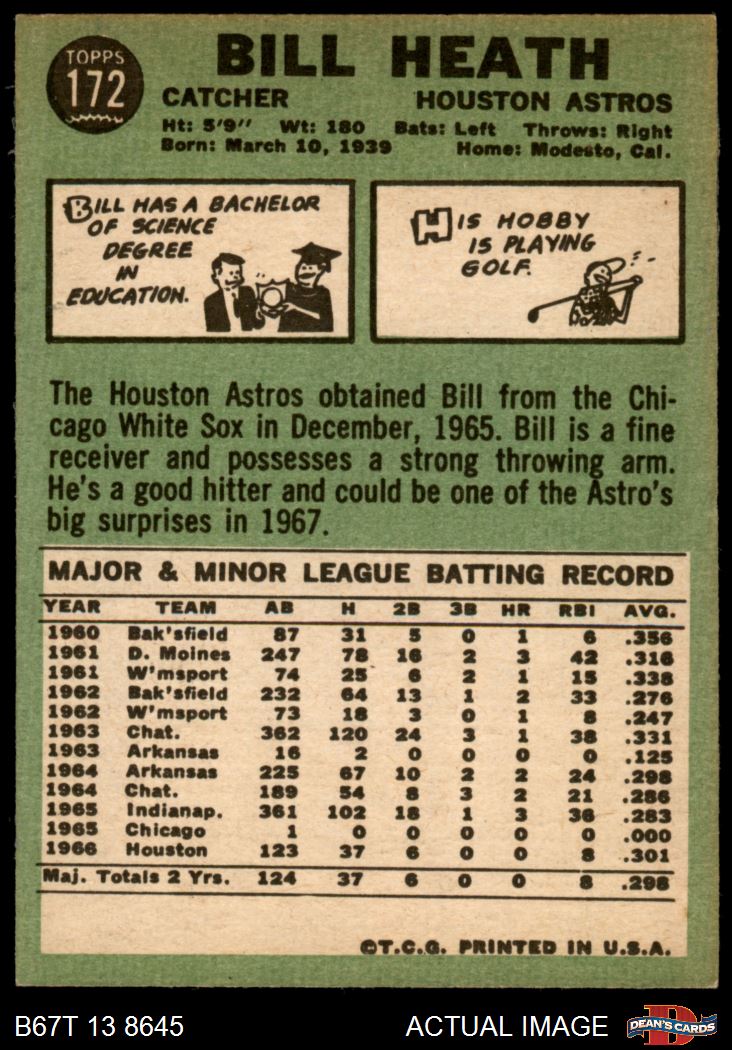 TOPPS
172
BILL HEATH
CATCHER HOUSTON ASTROS
Ht: 5'9" Wt: 180 Bats: Left Throws: Right
Born: March 10, 1939 Home: Modesto, Cal.
BILL HAS A BACHELOR
OF SCIENCE
DEGREE
IN
EDUCATION.
HIS HOBBY
IS PLAYING
GOLF.
The Houston Astros obtained Bill from the Chi-
cago White Sox in December, 1965. Bill is a fine
receiver and possesses a strong throwing arm.
He's a good hitter and could be one of the Astro's
big surprises in 1967.
MAJOR & MINOR LEAGUE BATTING RECORD
YEAR TEAM AB H 2B 3B HR RBI AVG.
1960 Bak'sfield 87 31 5 0 1 6 .356
1961 D. Moines 247 78 16 2 3 42 .316
1961 W'msport 74 25 6 2 1 15 .338
1962 Bak'sfield 232 64 13 1 2 33 .276
1962 W'msport 73 18 3 0 1 8 .247
1963 Chat. 362 120 24 3 1 38 .331
1963 Arkansas 16 2 0 0 0 0 .125
1964 Arkansas 225 67 10 2 2 24 .298
1964 Chat. 189 54 8 3 2 21 .286
1965 Indianap. 361 102 18 1 3 36 .283
1965 Chicago 1 0 0 0 0 0 .000
1966 Houston 123 37 6 0 0 8 .301
Maj. Totals 2 Yrs. 124 37 6 0 0 8 .298
©T.C.G. PRINTED IN U.S.A.
B67T 13 8645 ACTUAL IMAGE D DEAN'S CARDS